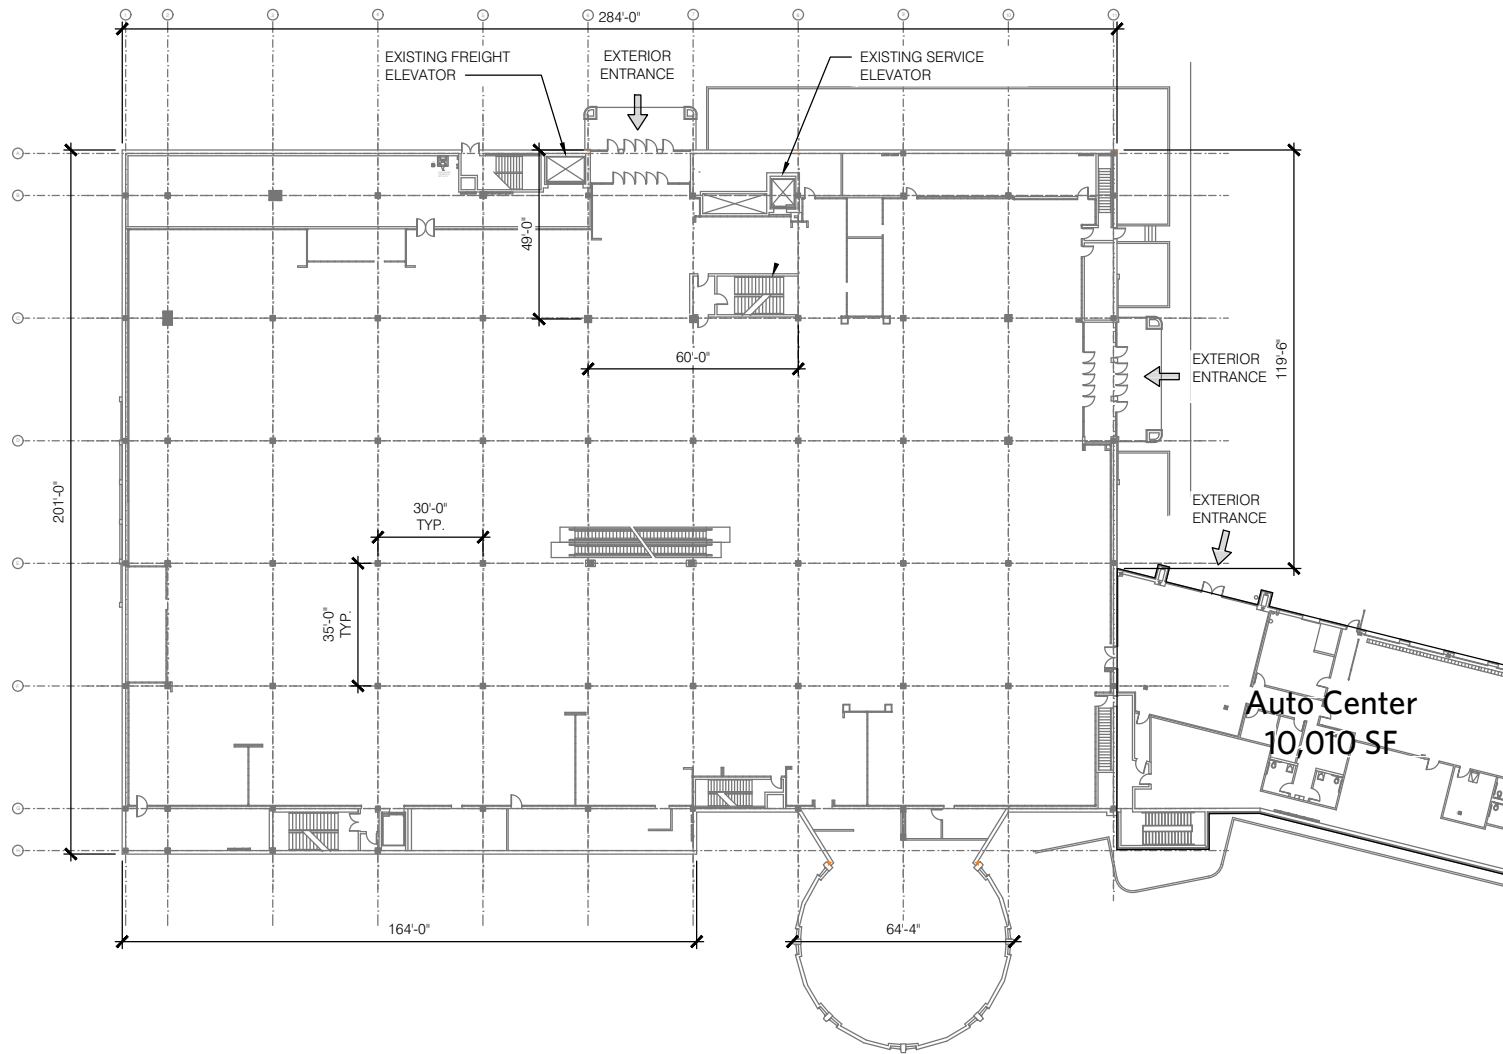 284'-0"
EXISTING FREIGHT
ELEVATOR
EXTERIOR
ENTRANCE
EXISTING SERVICE
ELEVATOR
49'-0"
60'-0"
119'-6"
EXTERIOR
ENTRANCE
201'-0"
30'-0"
TYP.
EXTERIOR
ENTRANCE
35'-0"
TYP.
Auto Center
10,010 SF
164'-0"
64'-4"